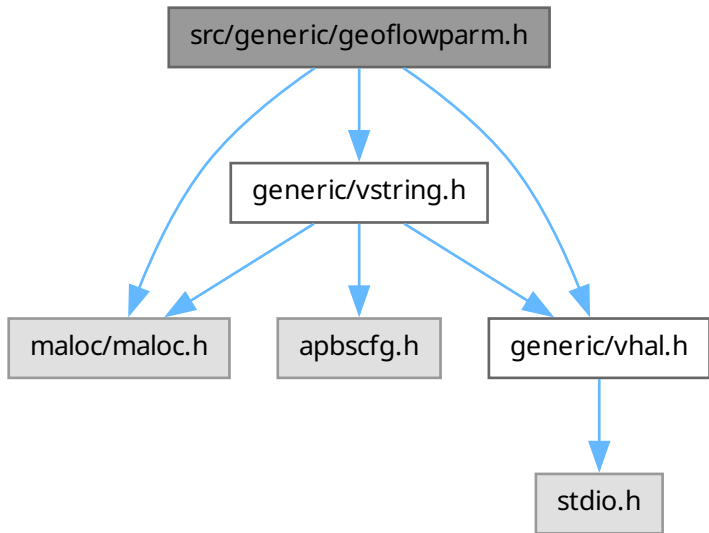 src/generic/geoflowparm.h
generic/vstring.h
maloc/maloc.h
apbscfg.h
generic/vhal.h
stdio.h